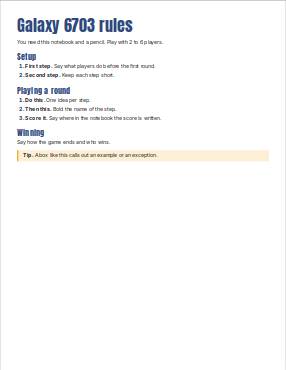 Galaxy 6703 rules
You need this notebook and a pencil. Play with 2 to 6 players.
Setup
1. First step. Say what players do before the first round.
2. Second step. Keep each step short.
Playing a round
1. Do this. One idea per step.
2. Then this. Bold the name of the step.
3. Score it. Say where in the notebook the score is written.
Winning
Say how the game ends and who wins.
Tip. A box like this calls out an example or an exception.